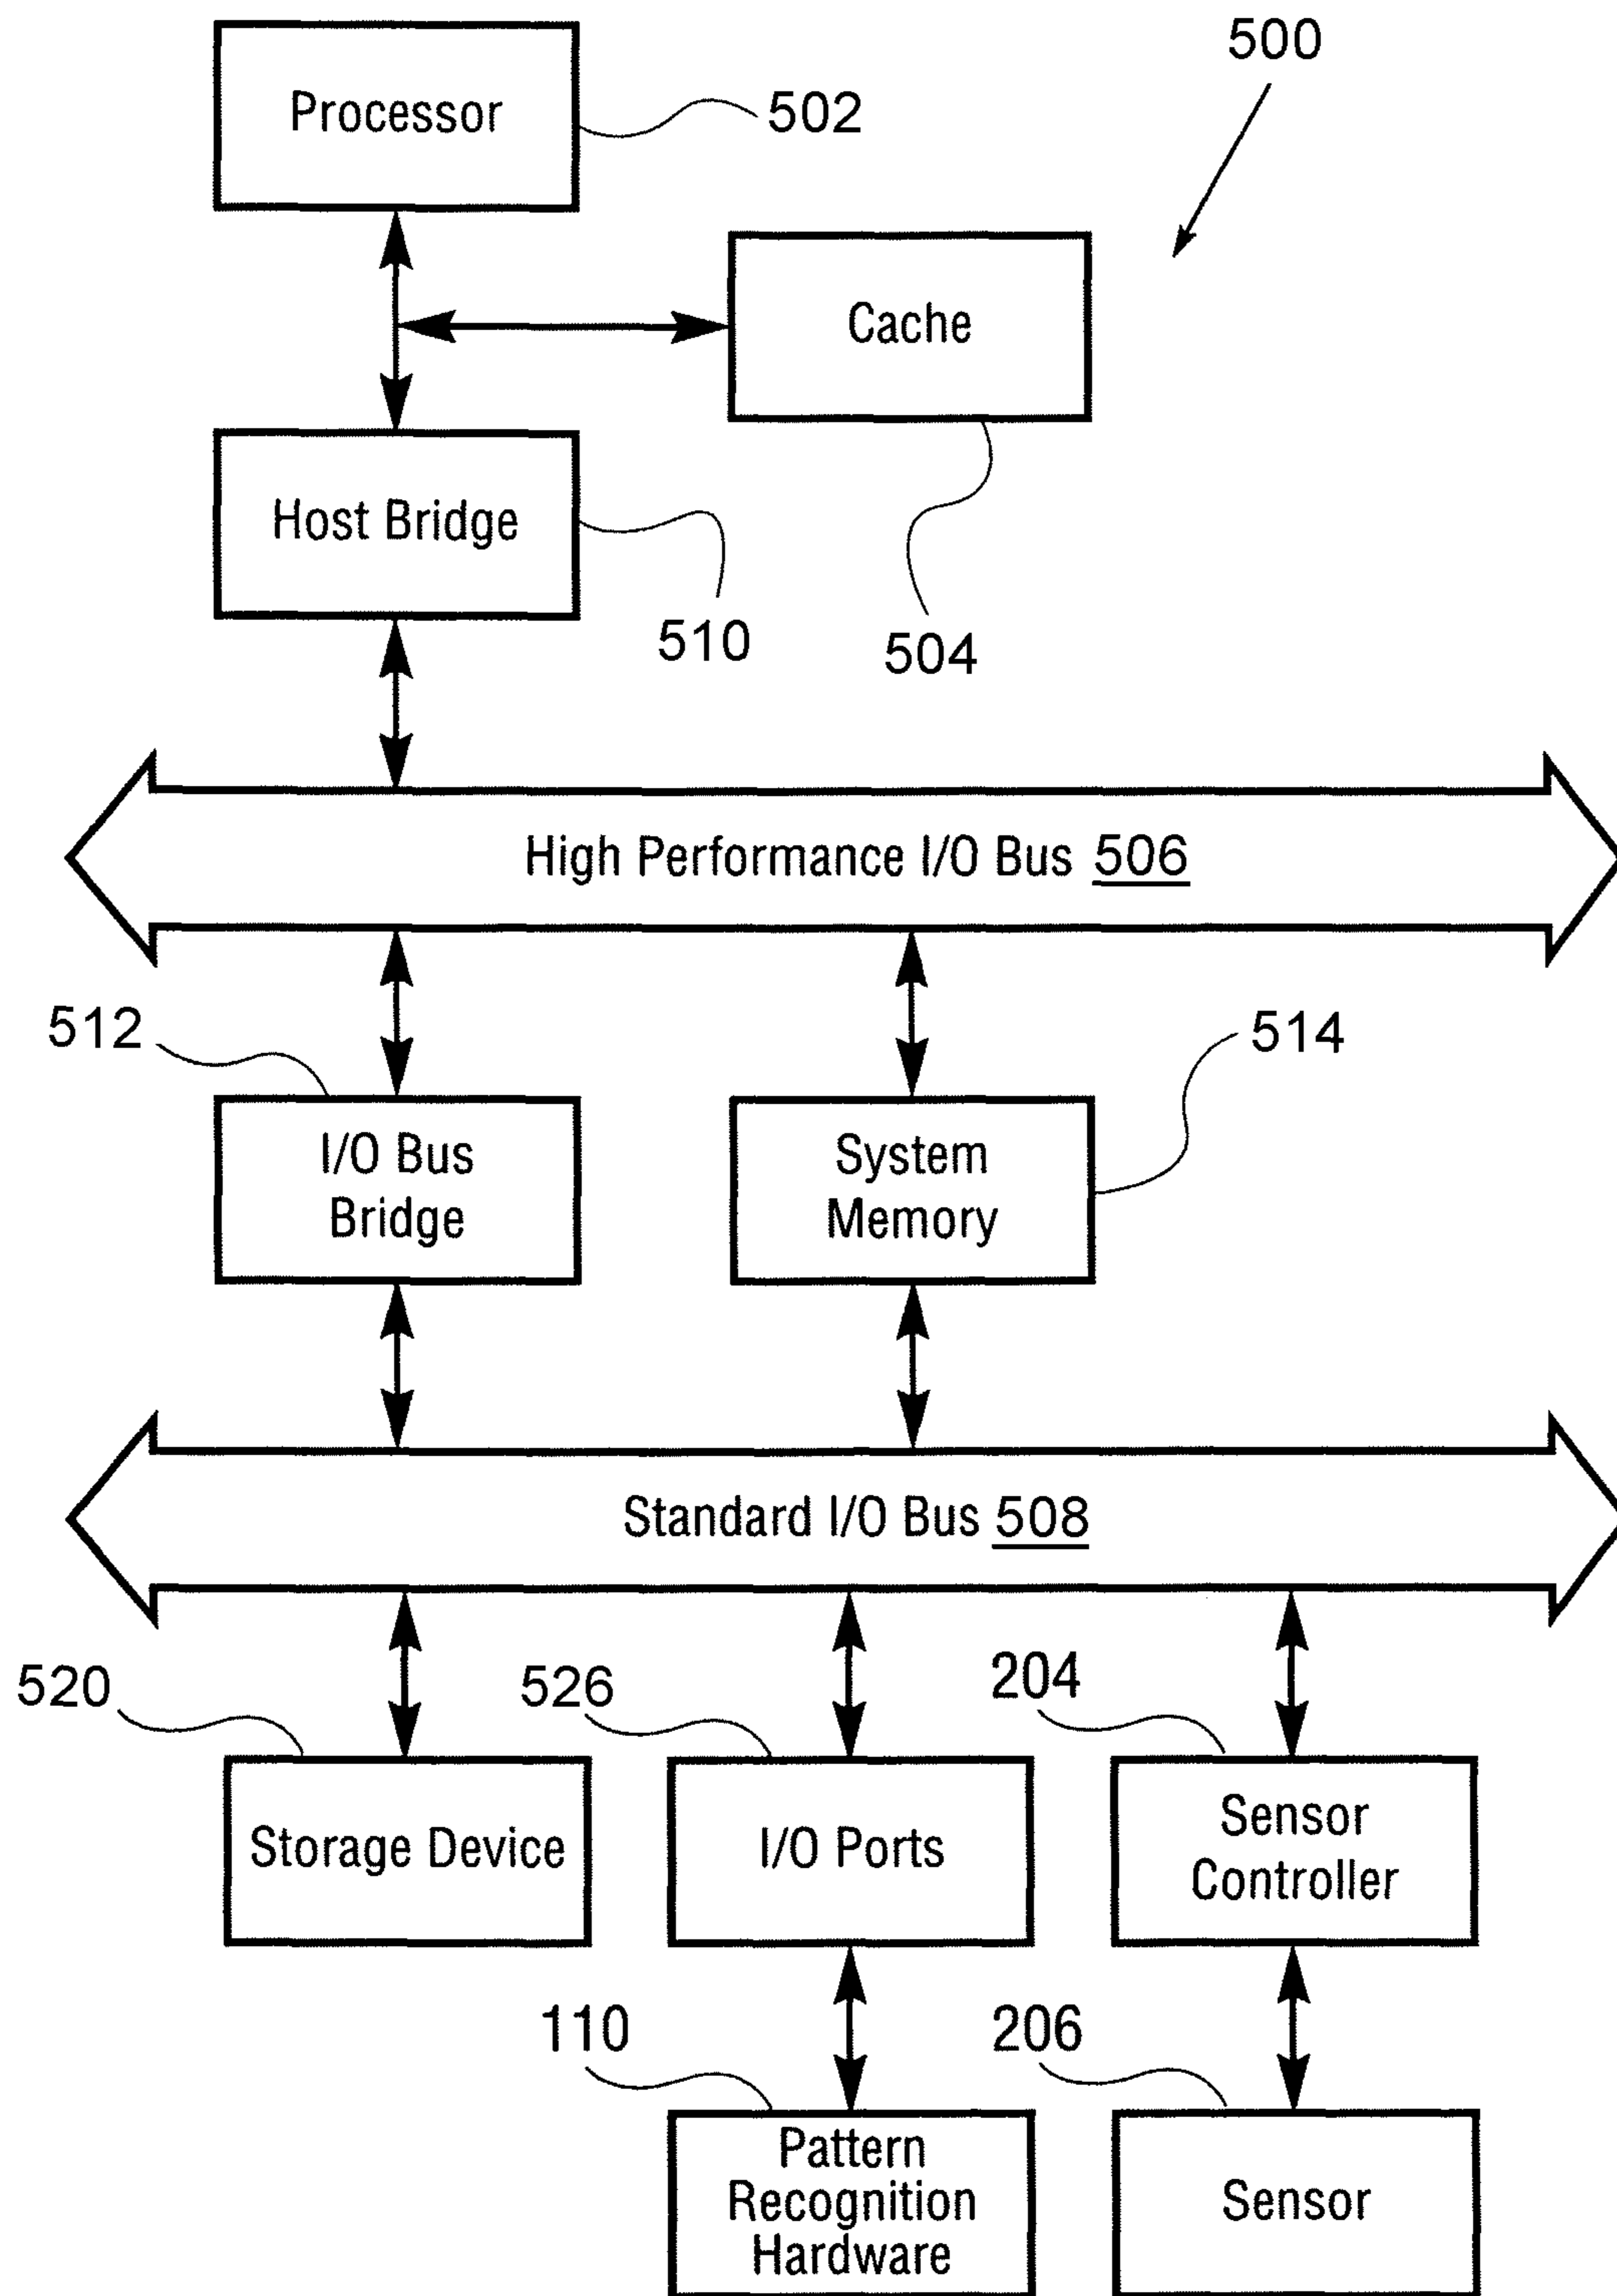 500
Processor
502
Cache
Host Bridge
510
504
High Performance I/O Bus 506
512
514
I/O Bus
Bridge
System
Memory
Standard I/O Bus 508
520
526
204
Storage Device
I/O Ports
Sensor
Controller
110
206
Pattern
Recognition
Hardware
Sensor